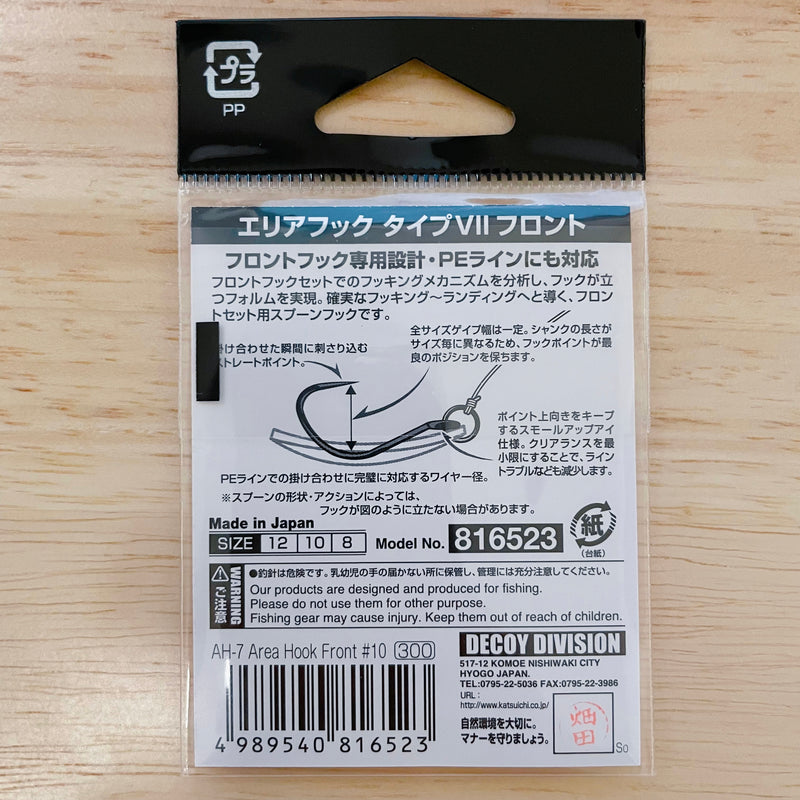 プラ
PP
エリアフック タイプVII フロント
フロントフック専用設計・PEラインにも対応
フロントフックセットでのフッキングメカニズムを分析し、フックが立
つフォルムを実現。確実なフッキング〜ランディングへと導く、フロン
トセット用スプーンフックです。
全サイズゲイプ幅は一定。シャンクの長さが
サイズ毎に異なるため、フックポイントが最
良のポジションを保ちます。
掛け合わせた瞬間に刺さり込む
ストレートポイント。
ポイント上向きをキープ
するスモールアップアイ
仕様。クリアランスを最
小限にすることで、ライン
トラブルなども減少します。
PEラインでの掛け合わせに完璧に対応するワイヤー径。
※スプーンの形状・アクションによっては、
フックが図のように立たない場合があります。
Made in Japan
SIZE 12 10 8
Model No. 816523
紙
(台紙)
WARNING
ご注意
●釣針は危険です。乳幼児の手の届かない所に保管し、管理には充分注意してください。
Our products are designed and produced for fishing.
Please do not use them for other purpose.
Fishing gear may cause injury. Keep them out of reach of children.
AH-7 Area Hook Front #10 300
4 989540 816523
DECOY DIVISION
517-12 KOMOE NISHIWAKI CITY
HYOGO JAPAN.
TEL:0795-22-5036 FAX:0795-22-3986
URL :
http://www.katsuichi.co.jp/
自然環境を大切に。
マナーを守りましょう。
畑田
So